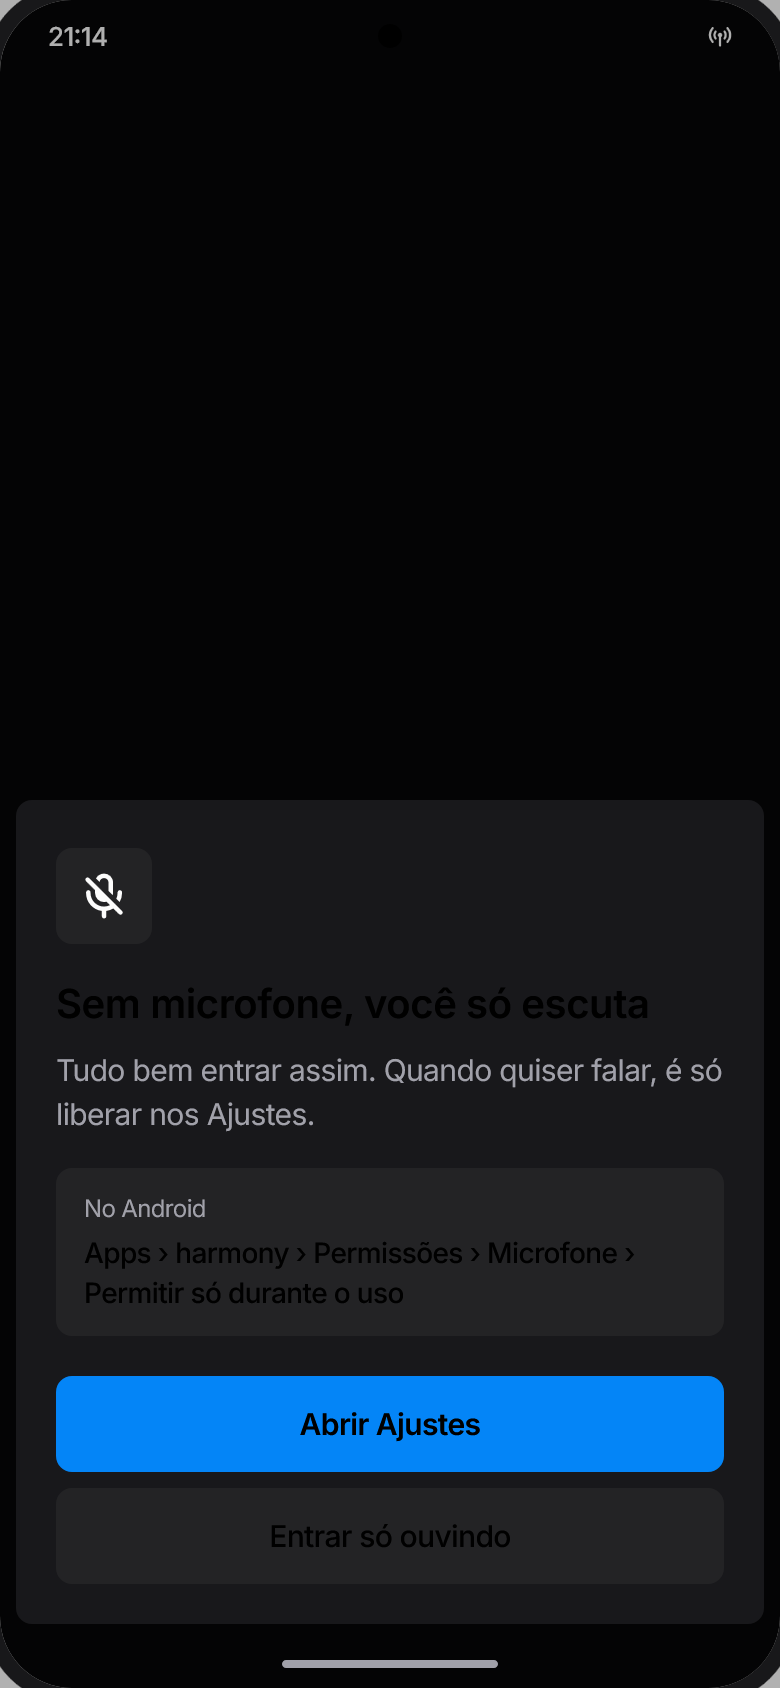 21:14
Sem microfone, você só escuta
Tudo bem entrar assim. Quando quiser falar, é só
liberar nos Ajustes.
No Android
Apps › harmony › Permissões › Microfone ›
Permitir só durante o uso
Abrir Ajustes
Entrar só ouvindo